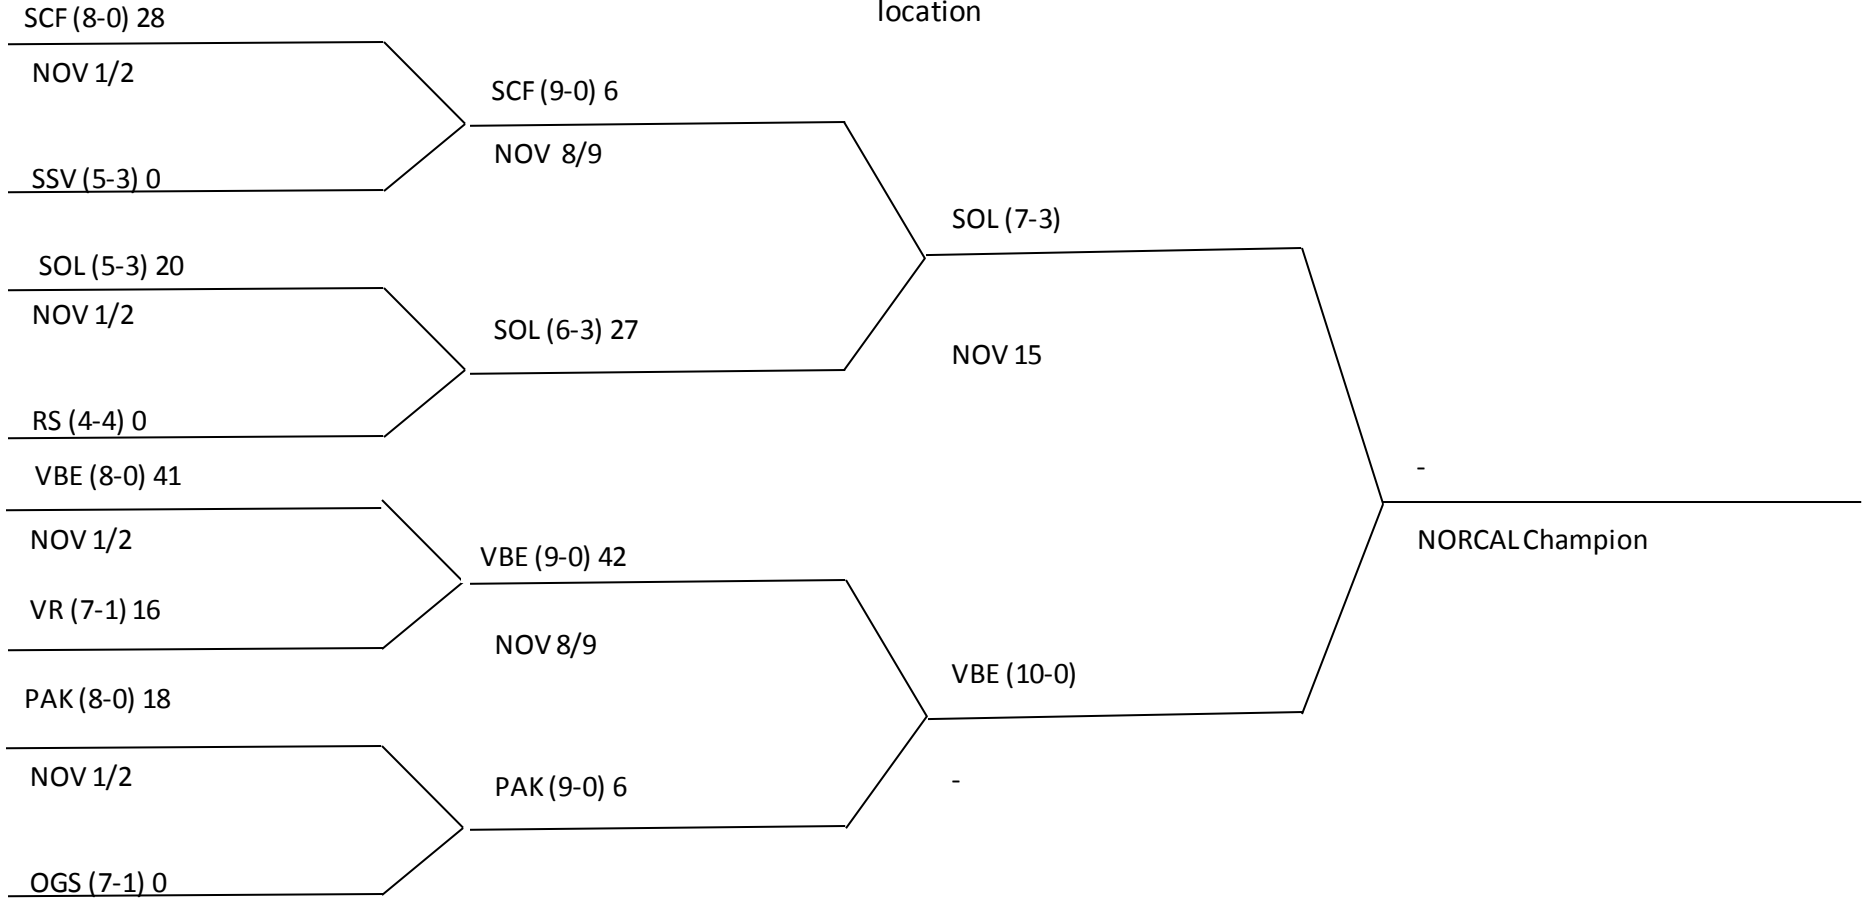 location
SCF (8-0) 28
NOV 1/2
SSV (5-3) 0
SOL (5-3) 20
NOV 1/2
RS (4-4) 0
VBE (8-0) 41
NOV 1/2
VR (7-1) 16
PAK (8-0) 18
NOV 1/2
OGS (7-1) 0
SCF (9-0) 6
NOV 8/9
SOL (6-3) 27
VBE (9-0) 42
NOV 8/9
PAK (9-0) 6
SOL (7-3)
NOV 15
VBE (10-0)
-
-
NORCAL Champion